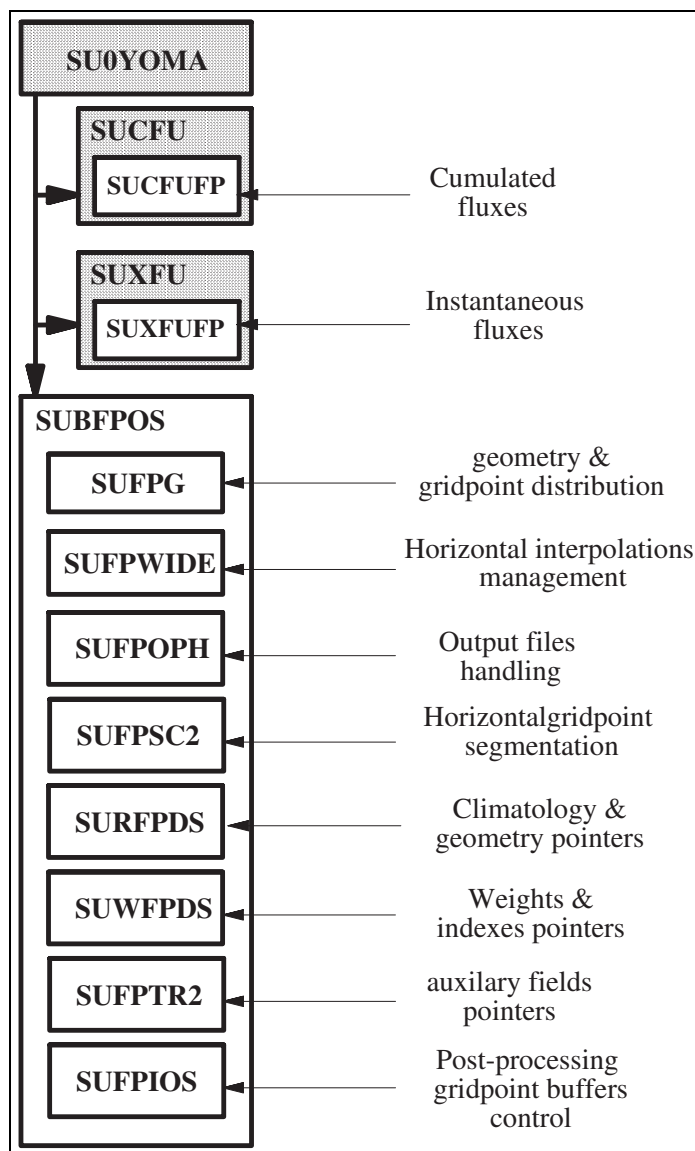 SU0YOMA
SUCFU
SUCFUFP
Cumulated
fluxes
SUXFU
SUXFUFP
Instantaneous
fluxes
SUBFPOS
SUFPG
geometry &
gridpoint distribution
SUFPWIDE
Horizontal interpolations
management
SUFPOPH
Output files
handling
SUFPSC2
Horizontalgridpoint
segmentation
SURFPDS
Climatology &
geometry pointers
SUWFPDS
Weights &
indexes pointers
SUFPTR2
auxilary fields
pointers
SUFPIOS
Post-processing
gridpoint buffers
control